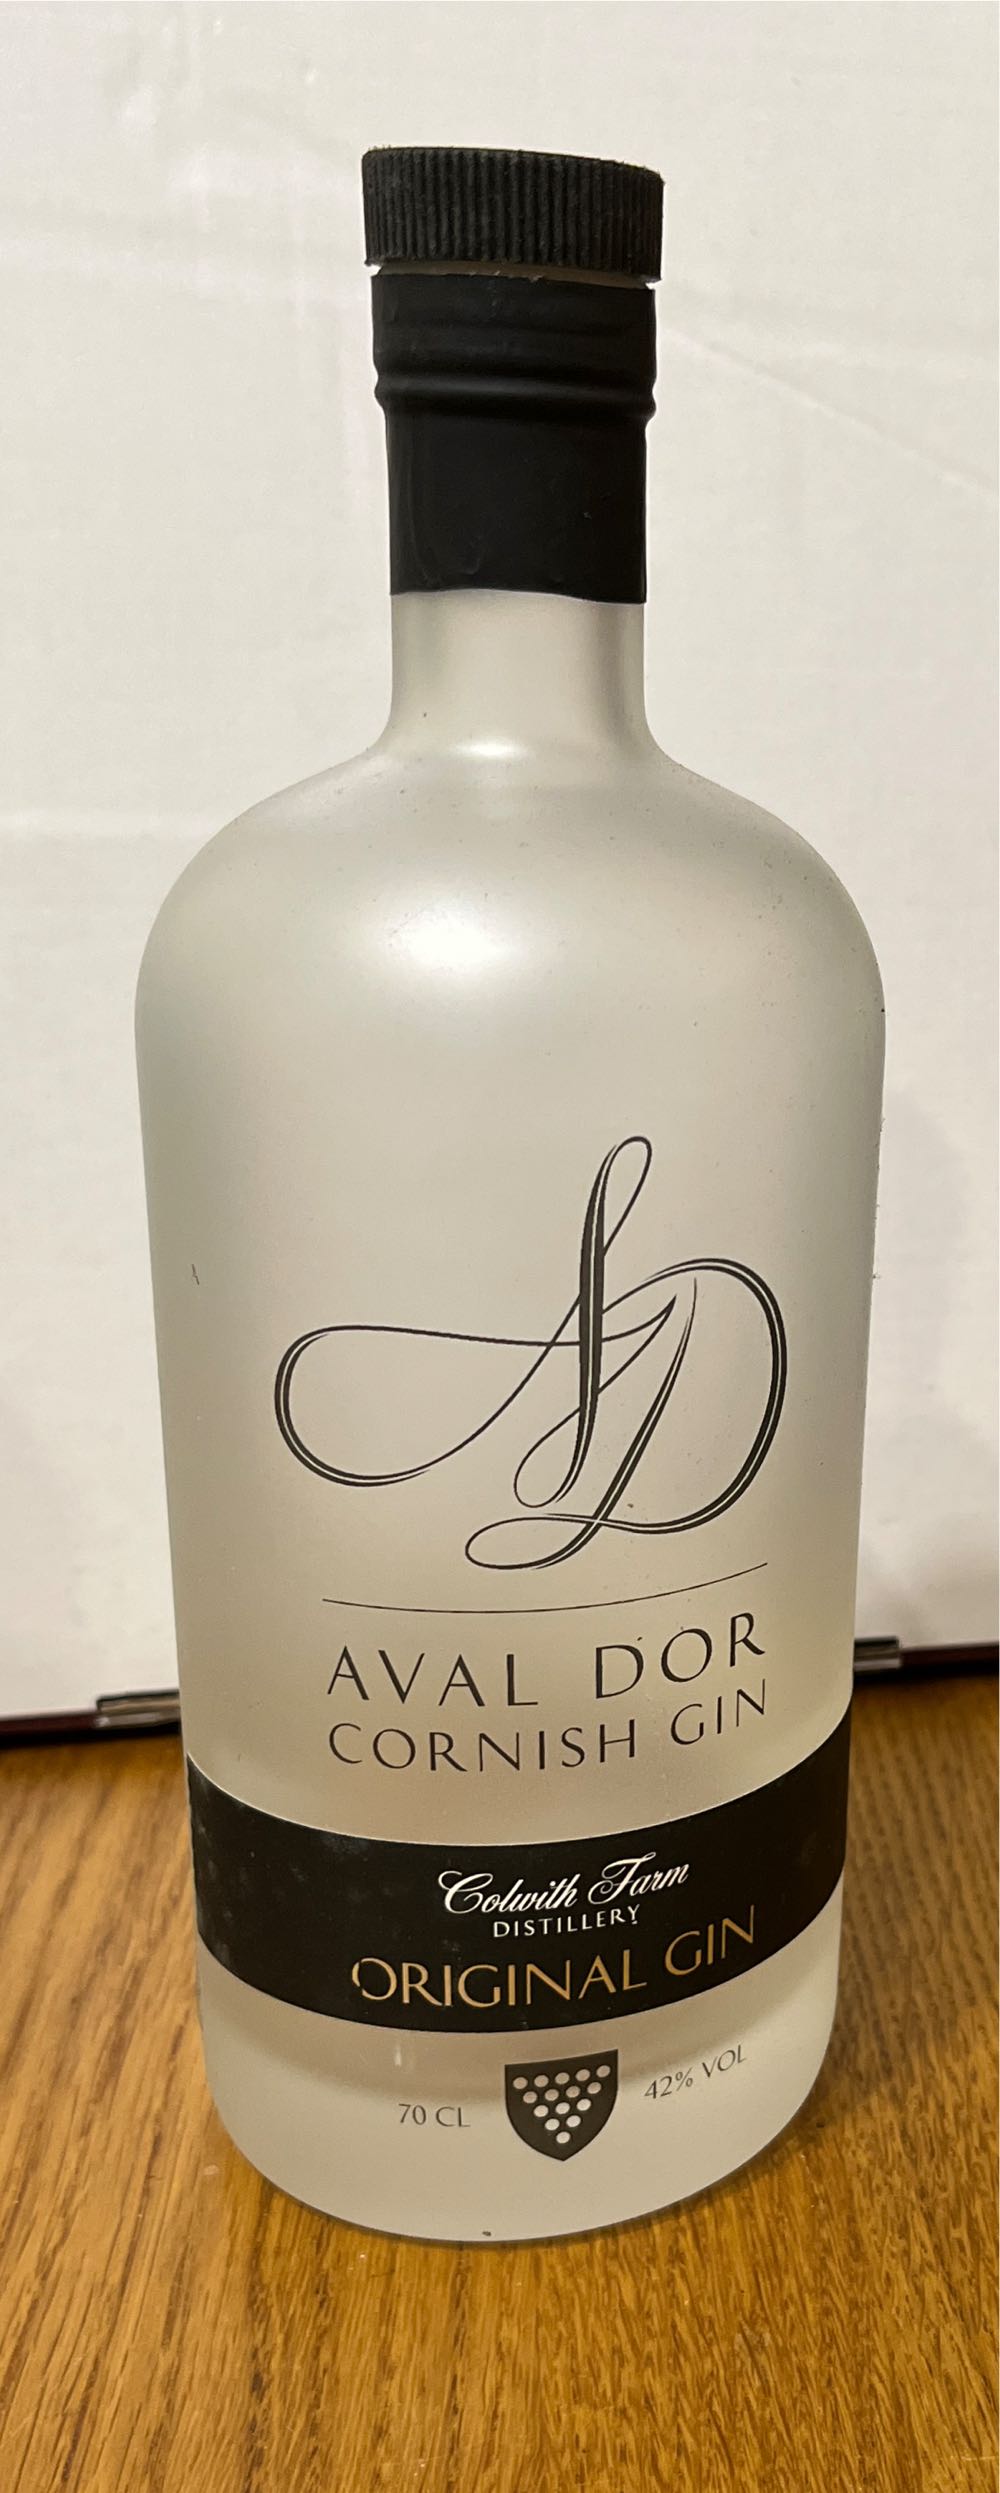 AD
AVAL DOR
CORNISH GIN
Colwith Farm
DISTILLERY
ORIGINAL GIN
70 CL
42% VOL